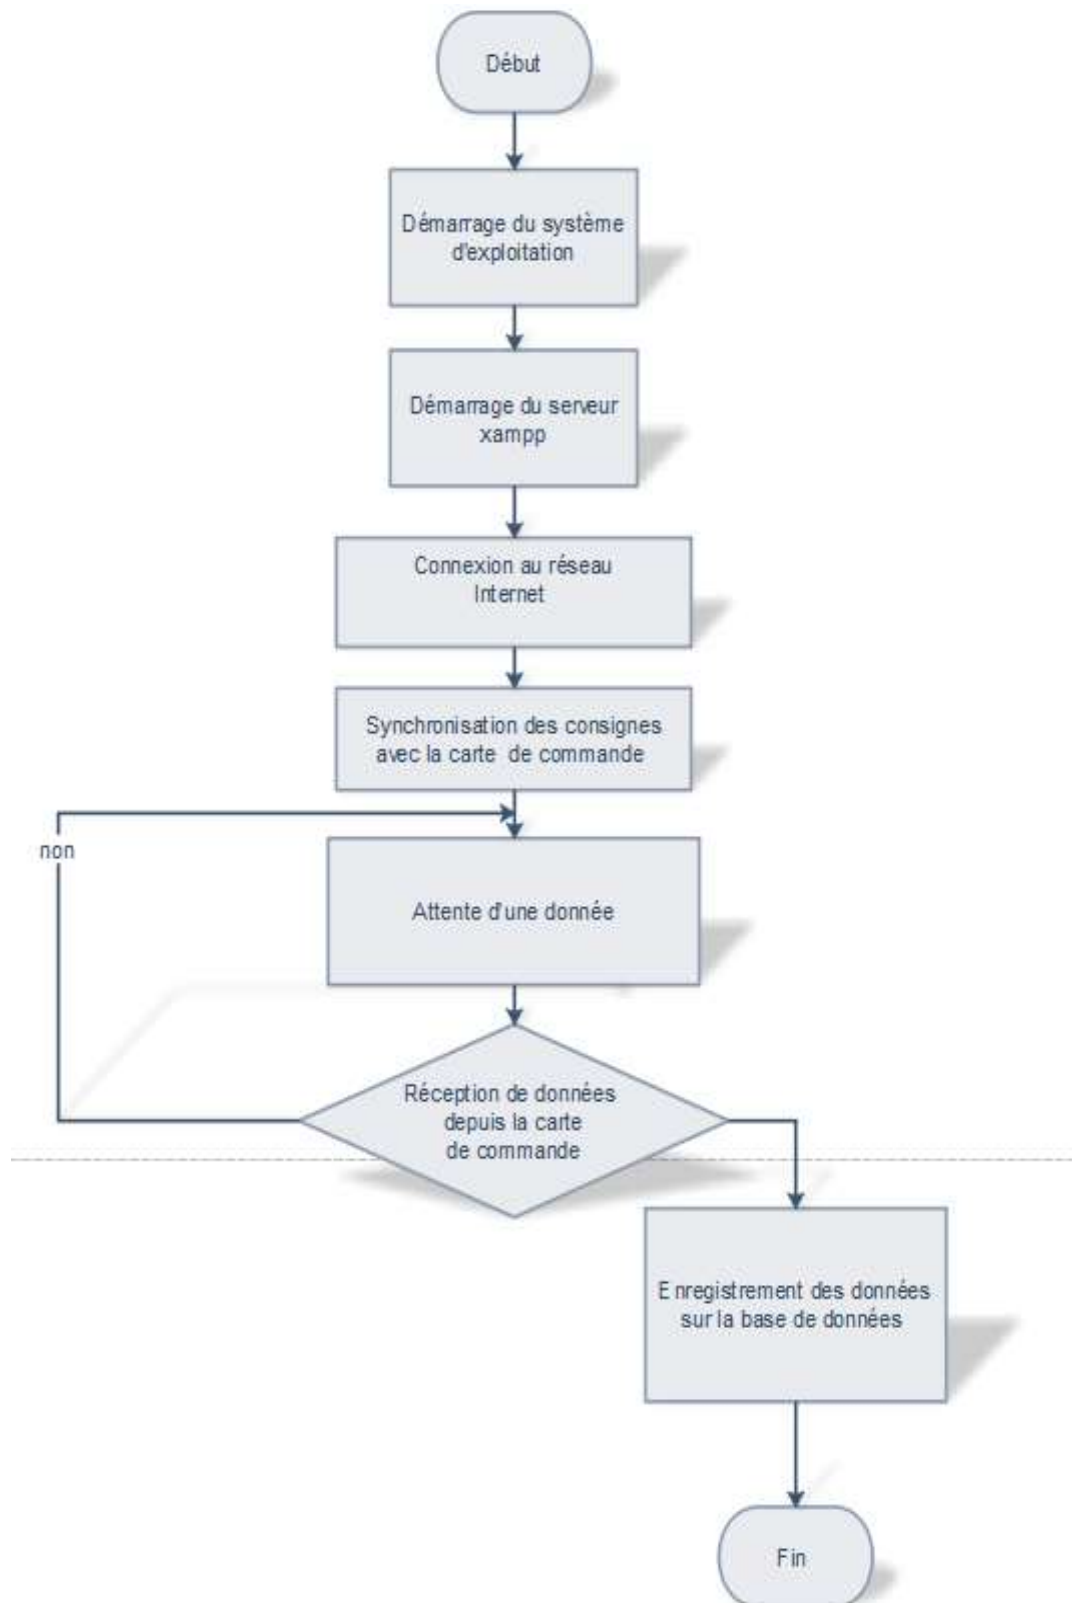 Début
Démarrage du système
d'exploitation
Démarrage du serveur
xampp
Connexion au réseau
Internet
Synchronisation des consignes
avec la carte de commande
non
Attente d'une donnée
Réception de données
depuis la carte
de commande
Enregistrement des données
sur la base de données
Fin